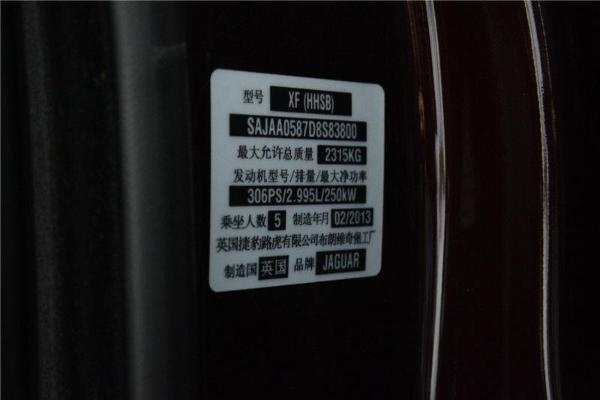 型号 XF (HHSB)
SAJAA0587D8S83800
最大允许总质量 2315KG
发动机型号/排量/最大净功率
306PS/2.995L/250kW
乘坐人数 5 制造年月 02/2013
英国捷豹路虎有限公司布朗维奇堡工厂
制造国 英国 品牌 JAGUAR